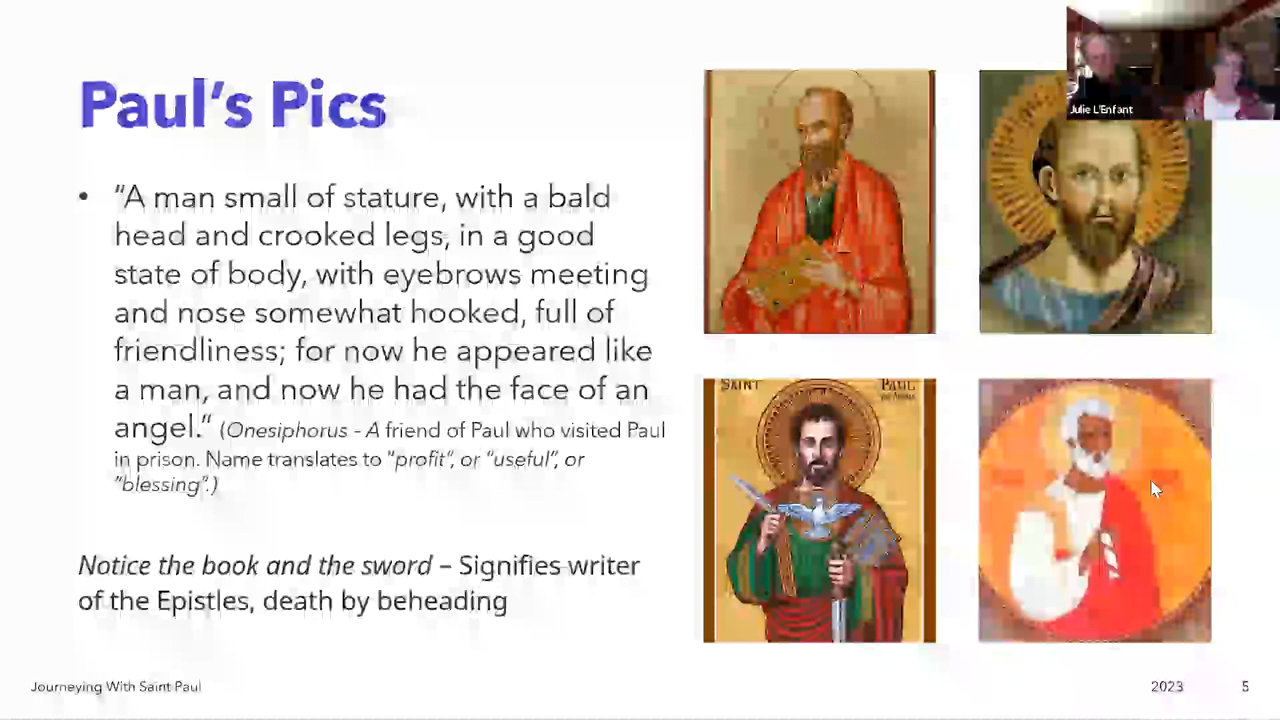 Paul's Pics
Julie L'Enfant
• "A man small of stature, with a bald
head and crooked legs, in a good
state of body, with eyebrows meeting
and nose somewhat hooked, full of
friendliness; for now he appeared like
a man, and now he had the face of an
angel." (Onesiphorus - A friend of Paul who visited Paul
in prison. Name translates to "profit", or "useful", or
"blessing".)
Notice the book and the sword – Signifies writer
of the Epistles, death by beheading
SAINT PAUL
Journeying With Saint Paul
2023 5